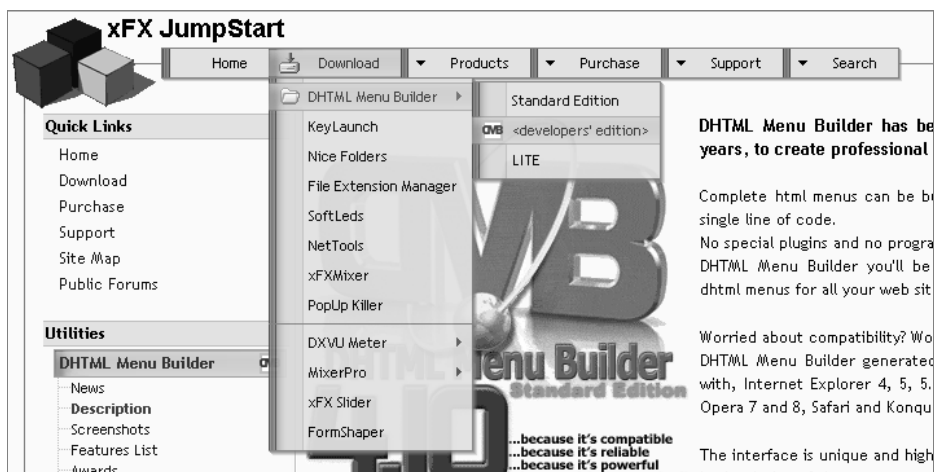 xFX JumpStart
Home
Download
Products
Purchase
Support
Search
DHTML Menu Builder
KeyLaunch
Nice Folders
File Extension Manager
SoftLeds
NetTools
xFXMixer
PopUp Killer
DXVU Meter
MixerPro
xFX Slider
FormShaper
Standard Edition
DMB <developers' edition>
LITE
Quick Links
Home
Download
Purchase
Support
Site Map
Public Forums
Utilities
DHTML Menu Builder
News
Description
Screenshots
Features List
Awards
DMB
Menu Builder
Standard Edition
...because it's compatible
...because it's reliable
...because it's powerful
DHTML Menu Builder has be
years, to create professional
Complete html menus can be bu
single line of code.
No special plugins and no progra
DHTML Menu Builder you'll be
dhtml menus for all your web sit
Worried about compatibility? Wo
DHTML Menu Builder generated
with, Internet Explorer 4, 5, 5.
Opera 7 and 8, Safari and Konqu
The interface is unique and high